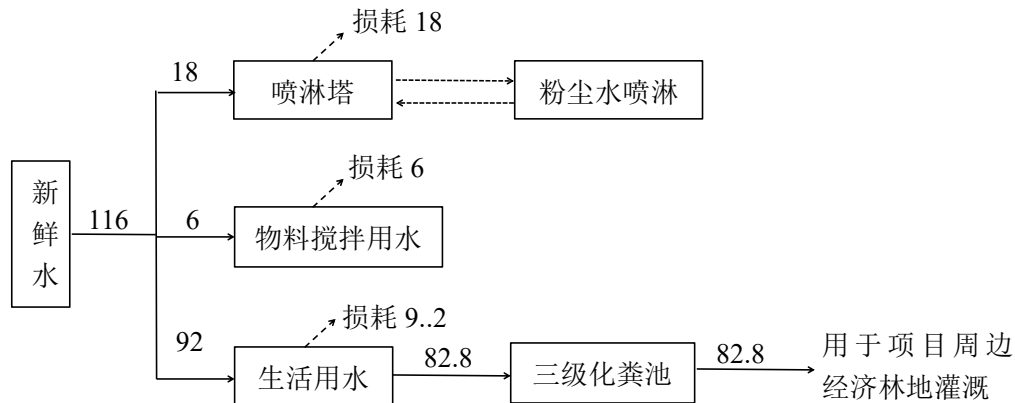 损耗 18
18
喷淋塔
粉尘水喷淋
损耗 6
新
鲜
水
116
6
物料搅拌用水
损耗 9..2
92
生活用水
82.8
三级化粪池
82.8
用于项目周边
经济林地灌溉